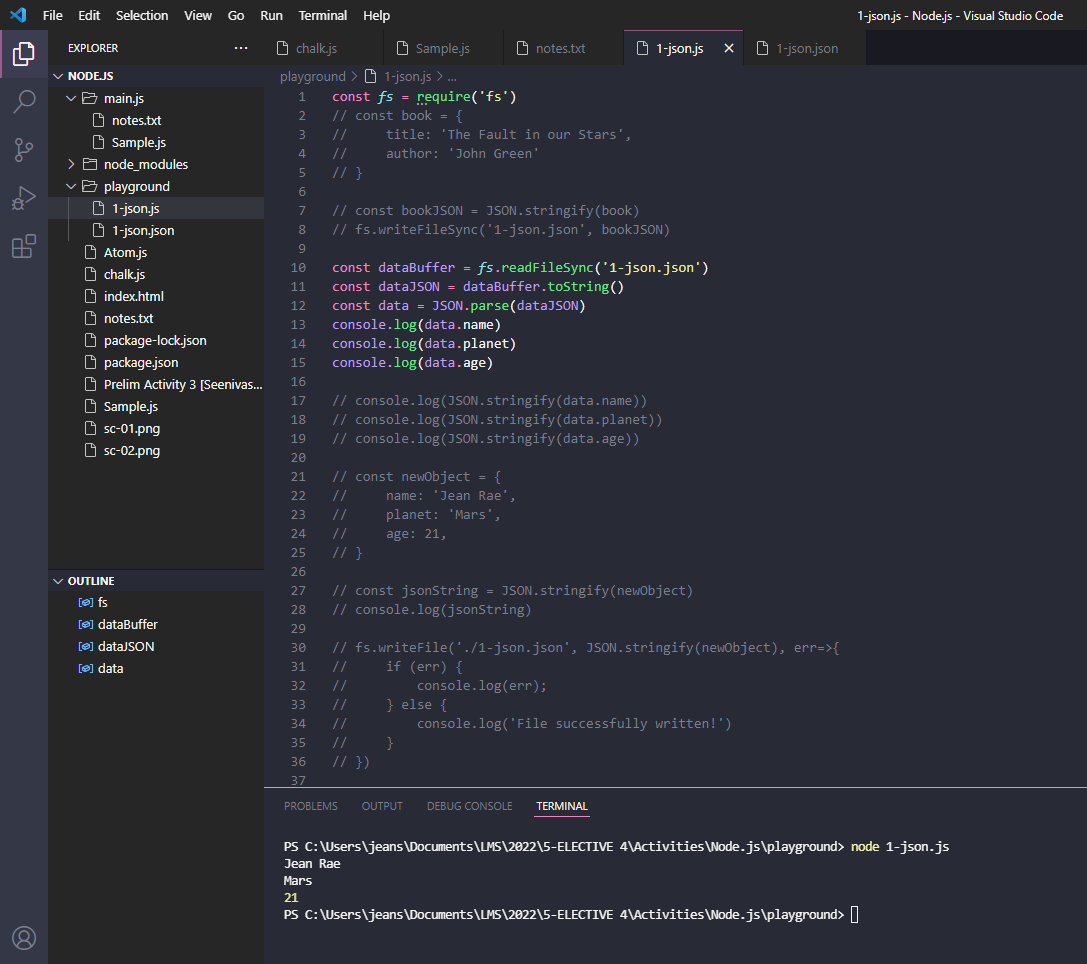 File Edit Selection View Go Run Terminal Help 1-json.js - Node.js - Visual Studio Code
EXPLORER ···
NODE.JS
main.js
notes.txt
Sample.js
node_modules
playground
1-json.js
1-json.json
Atom.js
chalk.js
index.html
notes.txt
package-lock.json
package.json
Prelim Activity 3 [Seenivas...
Sample.js
sc-01.png
sc-02.png
OUTLINE
fs
dataBuffer
dataJSON
data
chalk.js Sample.js notes.txt 1-json.js 1-json.json
playground > 1-json.js > ...
1 const fs = require('fs')
2 // const book = {
3 //     title: 'The Fault in our Stars',
4 //     author: 'John Green'
5 // }
6
7 // const bookJSON = JSON.stringify(book)
8 // fs.writeFileSync('1-json.json', bookJSON)
9
10 const dataBuffer = fs.readFileSync('1-json.json')
11 const dataJSON = dataBuffer.toString()
12 const data = JSON.parse(dataJSON)
13 console.log(data.name)
14 console.log(data.planet)
15 console.log(data.age)
16
17 // console.log(JSON.stringify(data.name))
18 // console.log(JSON.stringify(data.planet))
19 // console.log(JSON.stringify(data.age))
20
21 // const newObject = {
22 //     name: 'Jean Rae',
23 //     planet: 'Mars',
24 //     age: 21,
25 // }
26
27 // const jsonString = JSON.stringify(newObject)
28 // console.log(jsonString)
29
30 // fs.writeFile('./1-json.json', JSON.stringify(newObject), err=>{
31 //     if (err) {
32 //         console.log(err);
33 //     } else {
34 //         console.log('File successfully written!')
35 //     }
36 // })
37
PROBLEMS OUTPUT DEBUG CONSOLE TERMINAL
PS C:\Users\jeans\Documents\LMS\2022\5-ELECTIVE 4\Activities\Node.js\playground> node 1-json.js
Jean Rae
Mars
21
PS C:\Users\jeans\Documents\LMS\2022\5-ELECTIVE 4\Activities\Node.js\playground>